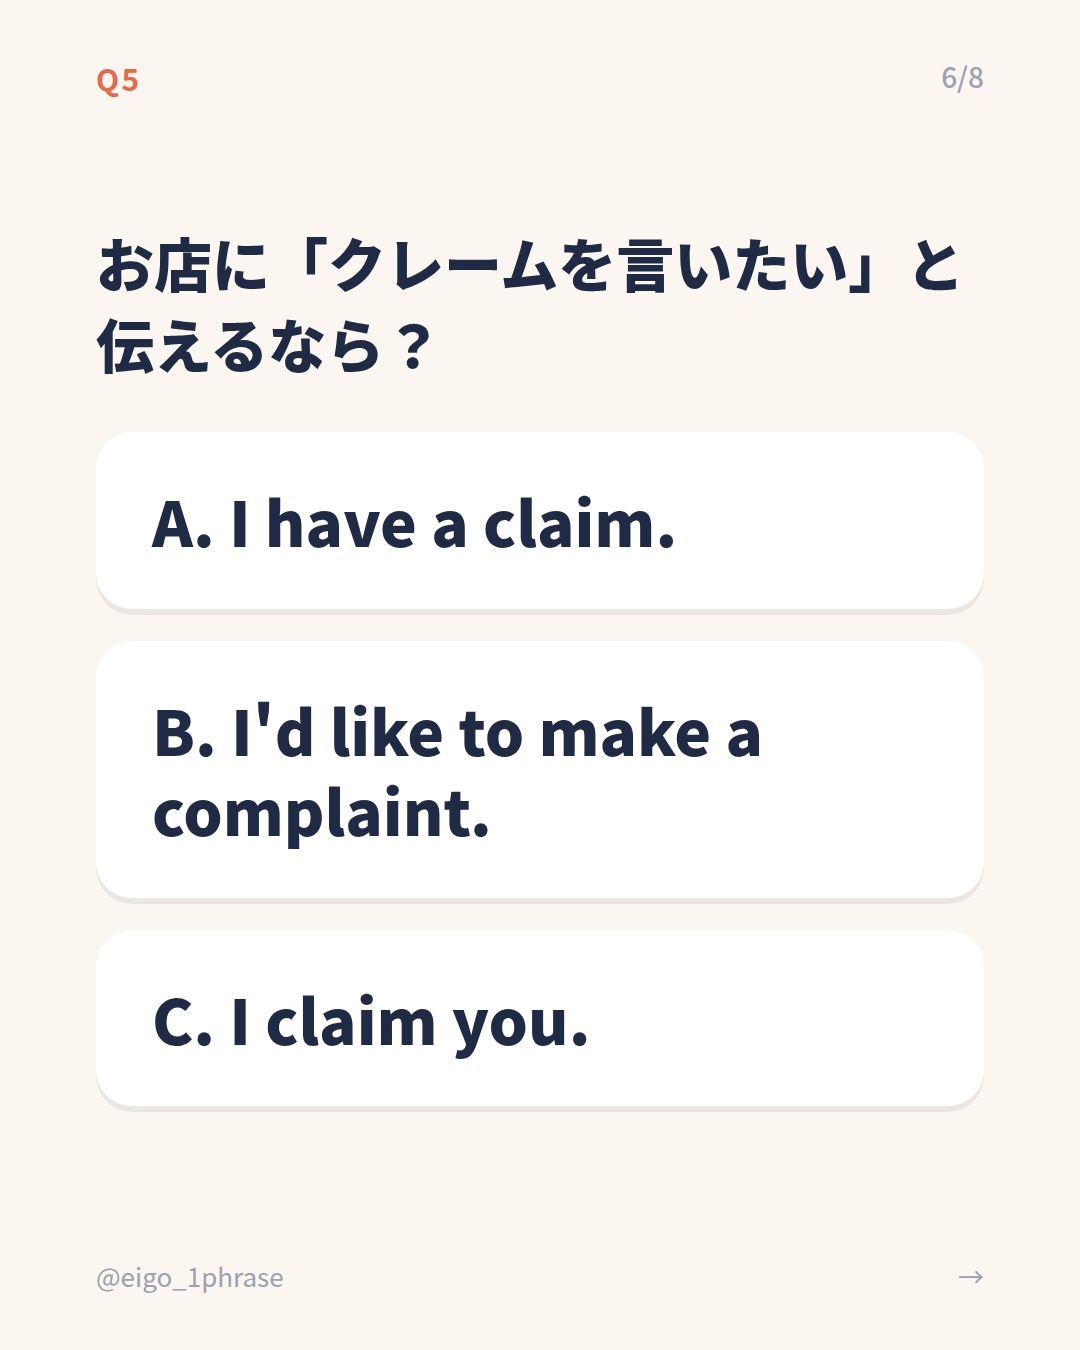 Q5
6/8
お店に「クレームを言いたい」と
伝えるなら？
A. I have a claim.
B. I'd like to make a
complaint.
C. I claim you.
@eigo_1phrase
→